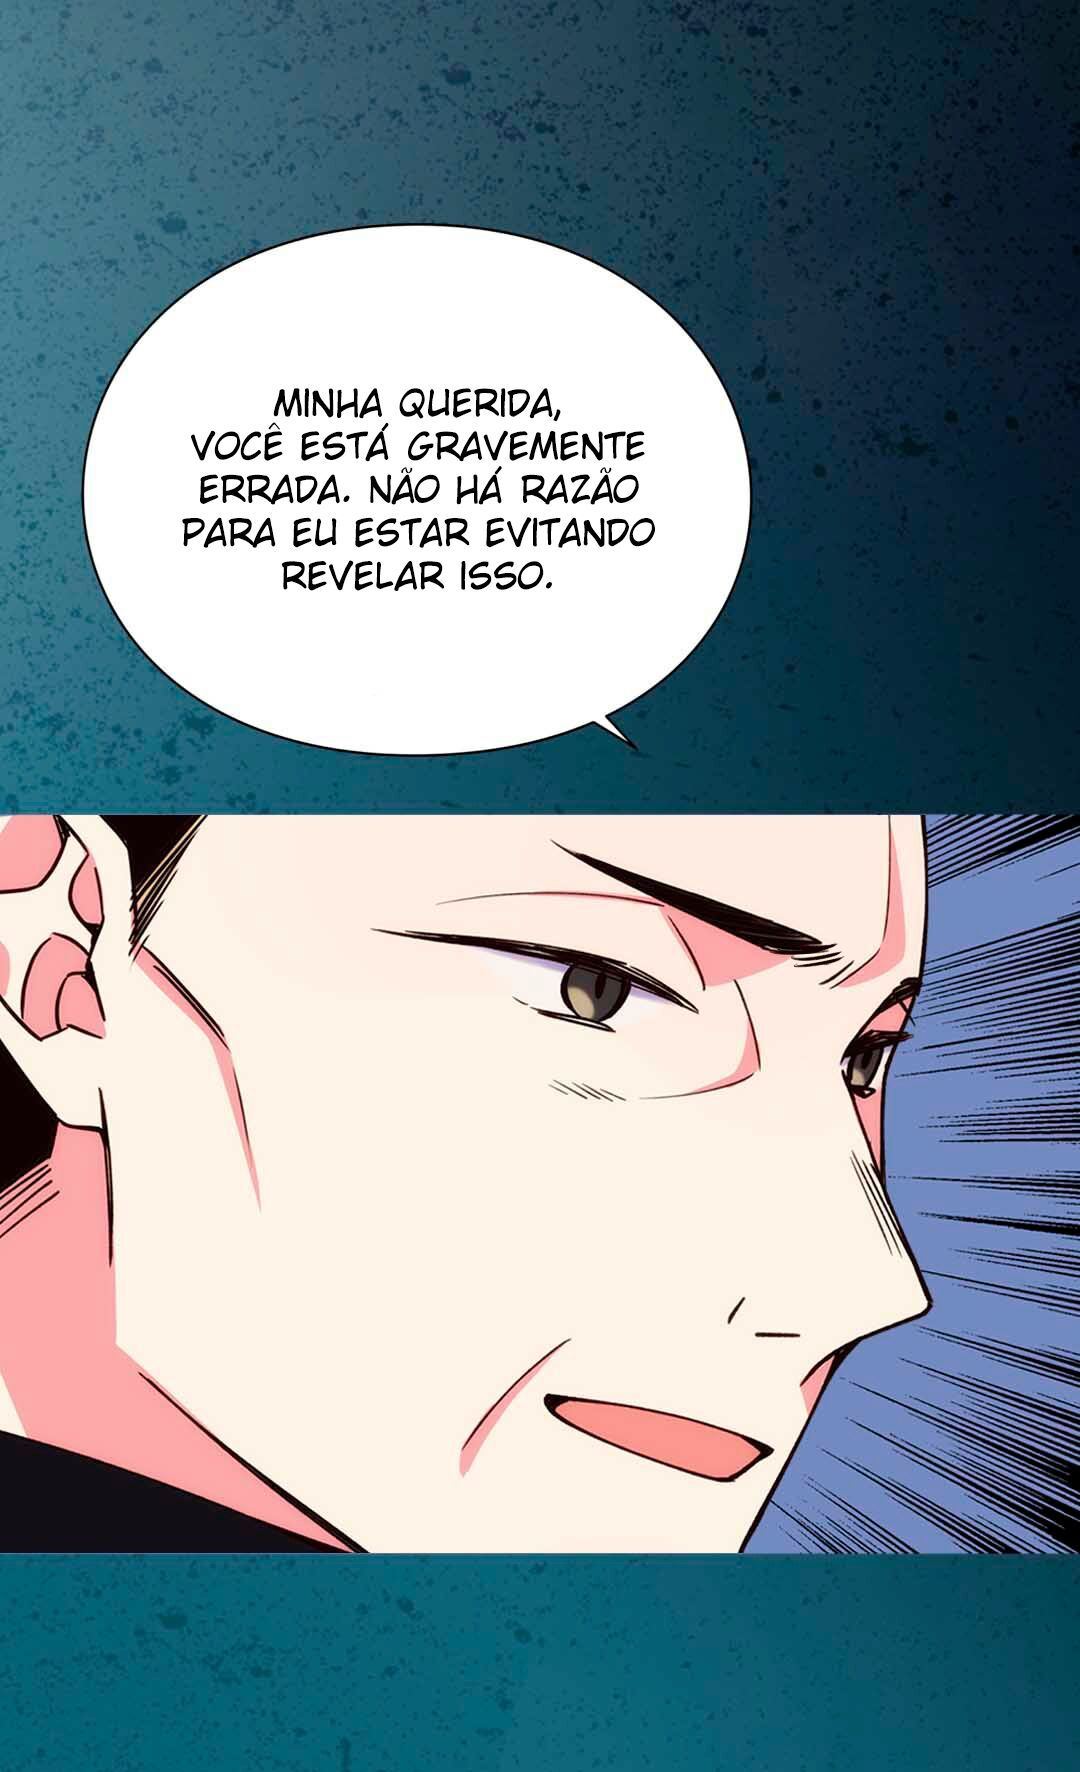 MINHA QUERIDA,
VOCÊ ESTÁ GRAVEMENTE
ERRADA. NÃO HÁ RAZÃO
PARA EU ESTAR EVITANDO
REVELAR ISSO.